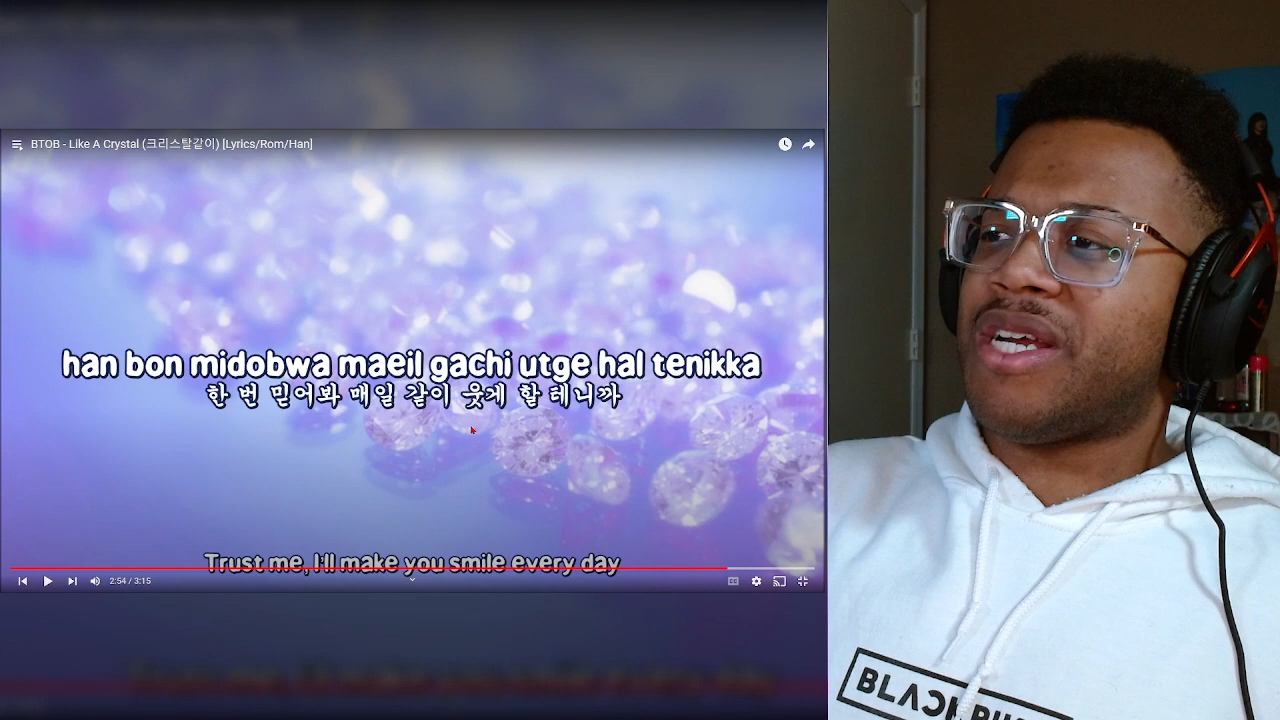 BTOB - Like A Crystal (크리스탈같이) [Lyrics/Rom/Han]
han bon midobwa maeil gachi utge hal tenikka
한 번 믿어봐 매일 같이 웃게 할 테니까
Trust me, I'll make you smile every day
2:54 / 3:15